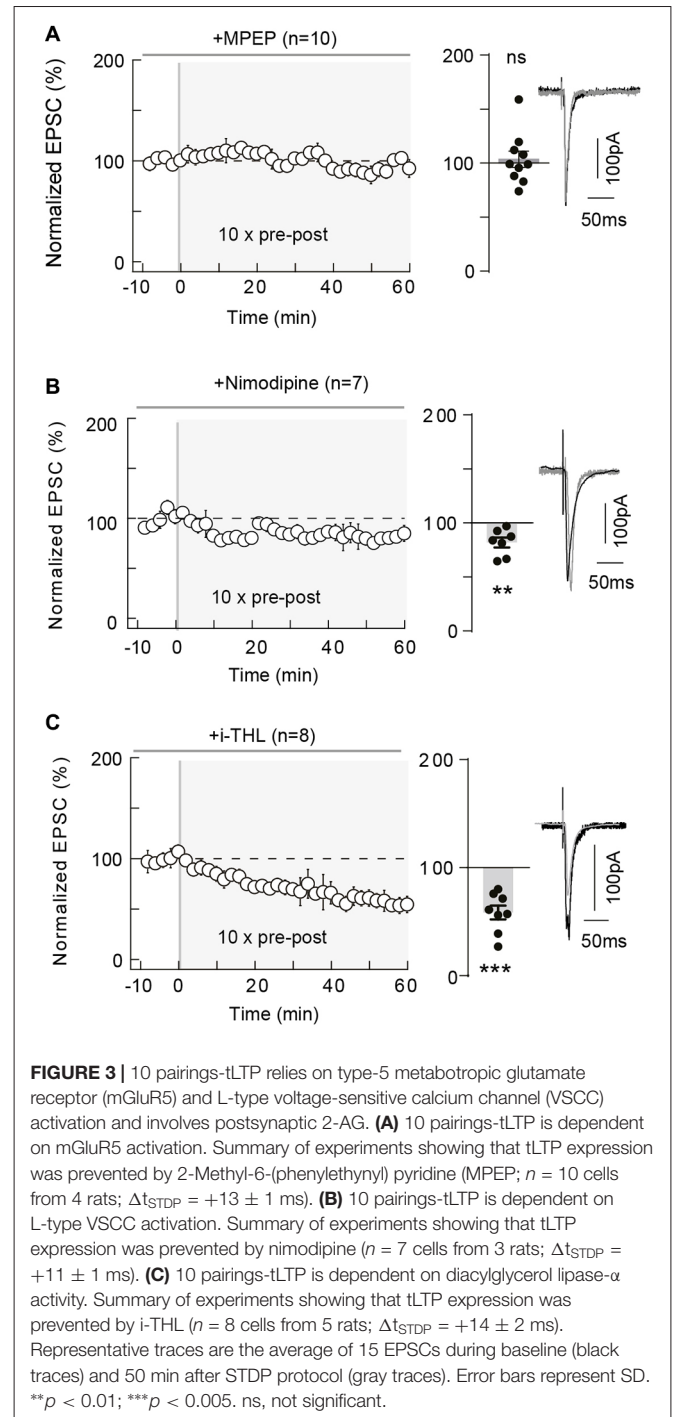 A
+MPEP (n=10)
Normalized EPSC (%)
200
100
0
10 x pre-post
-10 0 20 40 60
Time (min)
200
100
0
ns
100pA
50ms
B
+Nimodipine (n=7)
Normalized EPSC (%)
200
100
0
10 x pre-post
-10 0 20 40 60
Time (min)
200
100
0
**
100pA
50ms
C
+i-THL (n=8)
Normalized EPSC (%)
200
100
0
10 x pre-post
-10 0 20 40 60
Time (min)
200
100
0
***
100pA
50ms
FIGURE 3 | 10 pairings-tLTP relies on type-5 metabotropic glutamate
receptor (mGluR5) and L-type voltage-sensitive calcium channel (VSCC)
activation and involves postsynaptic 2-AG. (A) 10 pairings-tLTP is dependent
on mGluR5 activation. Summary of experiments showing that tLTP expression
was prevented by 2-Methyl-6-(phenylethynyl) pyridine (MPEP; n = 10 cells
from 4 rats; ΔtSTDP = +13 ± 1 ms). (B) 10 pairings-tLTP is dependent on
L-type VSCC activation. Summary of experiments showing that tLTP
expression was prevented by nimodipine (n = 7 cells from 3 rats; ΔtSTDP =
+11 ± 1 ms). (C) 10 pairings-tLTP is dependent on diacylglycerol lipase-α
activity. Summary of experiments showing that tLTP expression was
prevented by i-THL (n = 8 cells from 5 rats; ΔtSTDP = +14 ± 2 ms).
Representative traces are the average of 15 EPSCs during baseline (black
traces) and 50 min after STDP protocol (gray traces). Error bars represent SD.
**p < 0.01; ***p < 0.005. ns, not significant.